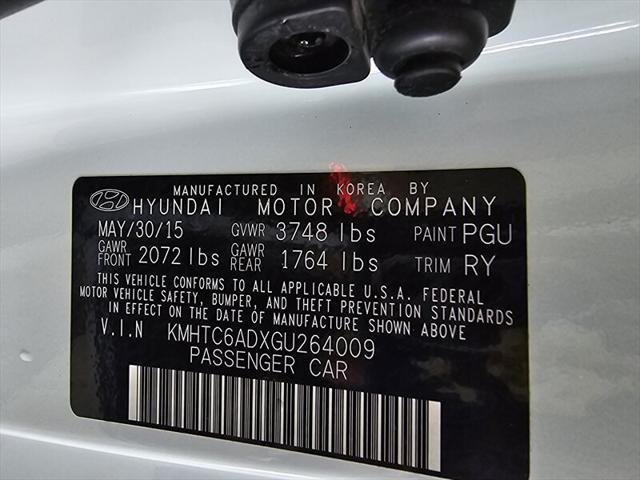 MANUFACTURED IN KOREA BY
HYUNDAI MOTOR COMPANY
MAY/30/15 GVWR 3748 lbs PAINT PGU
GAWR FRONT 2072 lbs GAWR REAR 1764 lbs TRIM RY
THIS VEHICLE CONFORMS TO ALL APPLICABLE U.S.A. FEDERAL
MOTOR VEHICLE SAFETY, BUMPER, AND THEFT PREVENTION STANDARDS
IN EFFECT ON THE DATE OF MANUFACTURE SHOWN ABOVE
V.I.N KMHTC6ADXGU264009
PASSENGER CAR